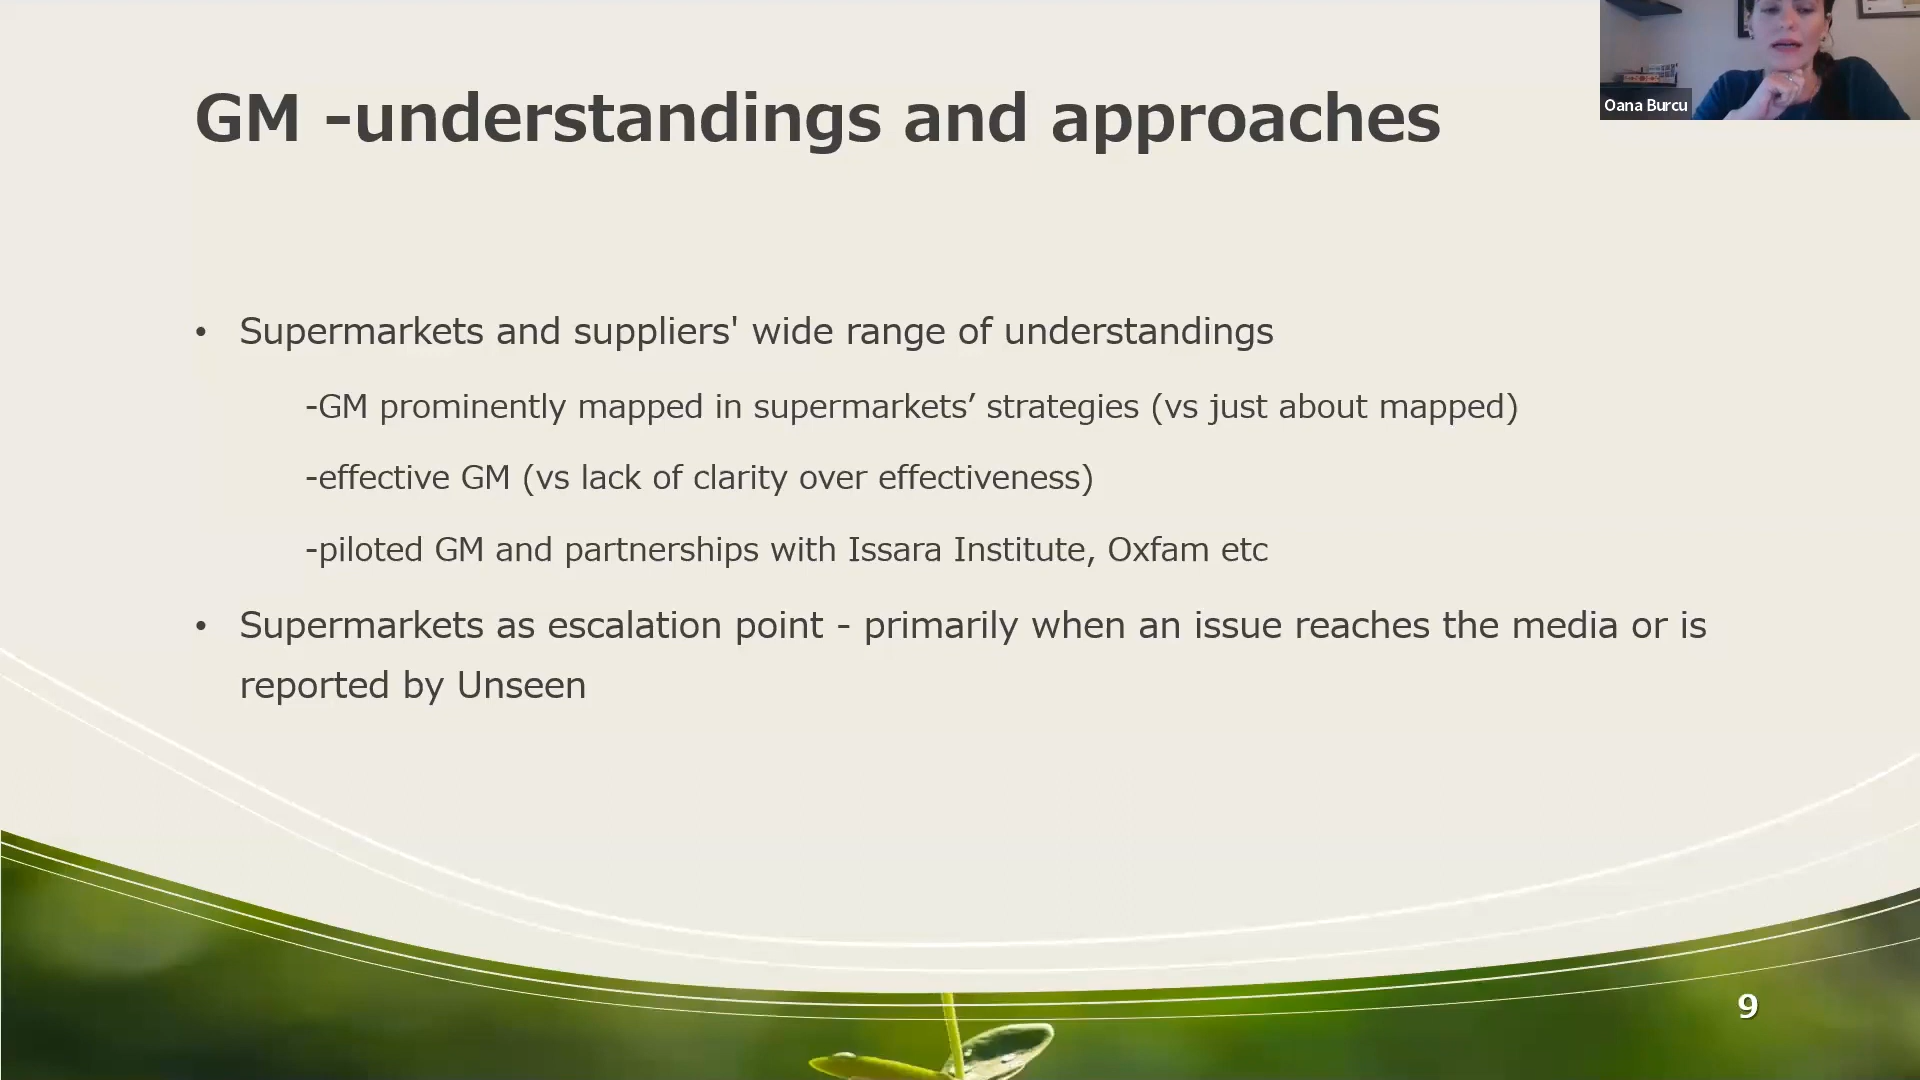 Oana Burcu
GM -understandings and approaches
• Supermarkets and suppliers' wide range of understandings
-GM prominently mapped in supermarkets’ strategies (vs just about mapped)
-effective GM (vs lack of clarity over effectiveness)
-piloted GM and partnerships with Issara Institute, Oxfam etc
• Supermarkets as escalation point - primarily when an issue reaches the media or is
reported by Unseen
9